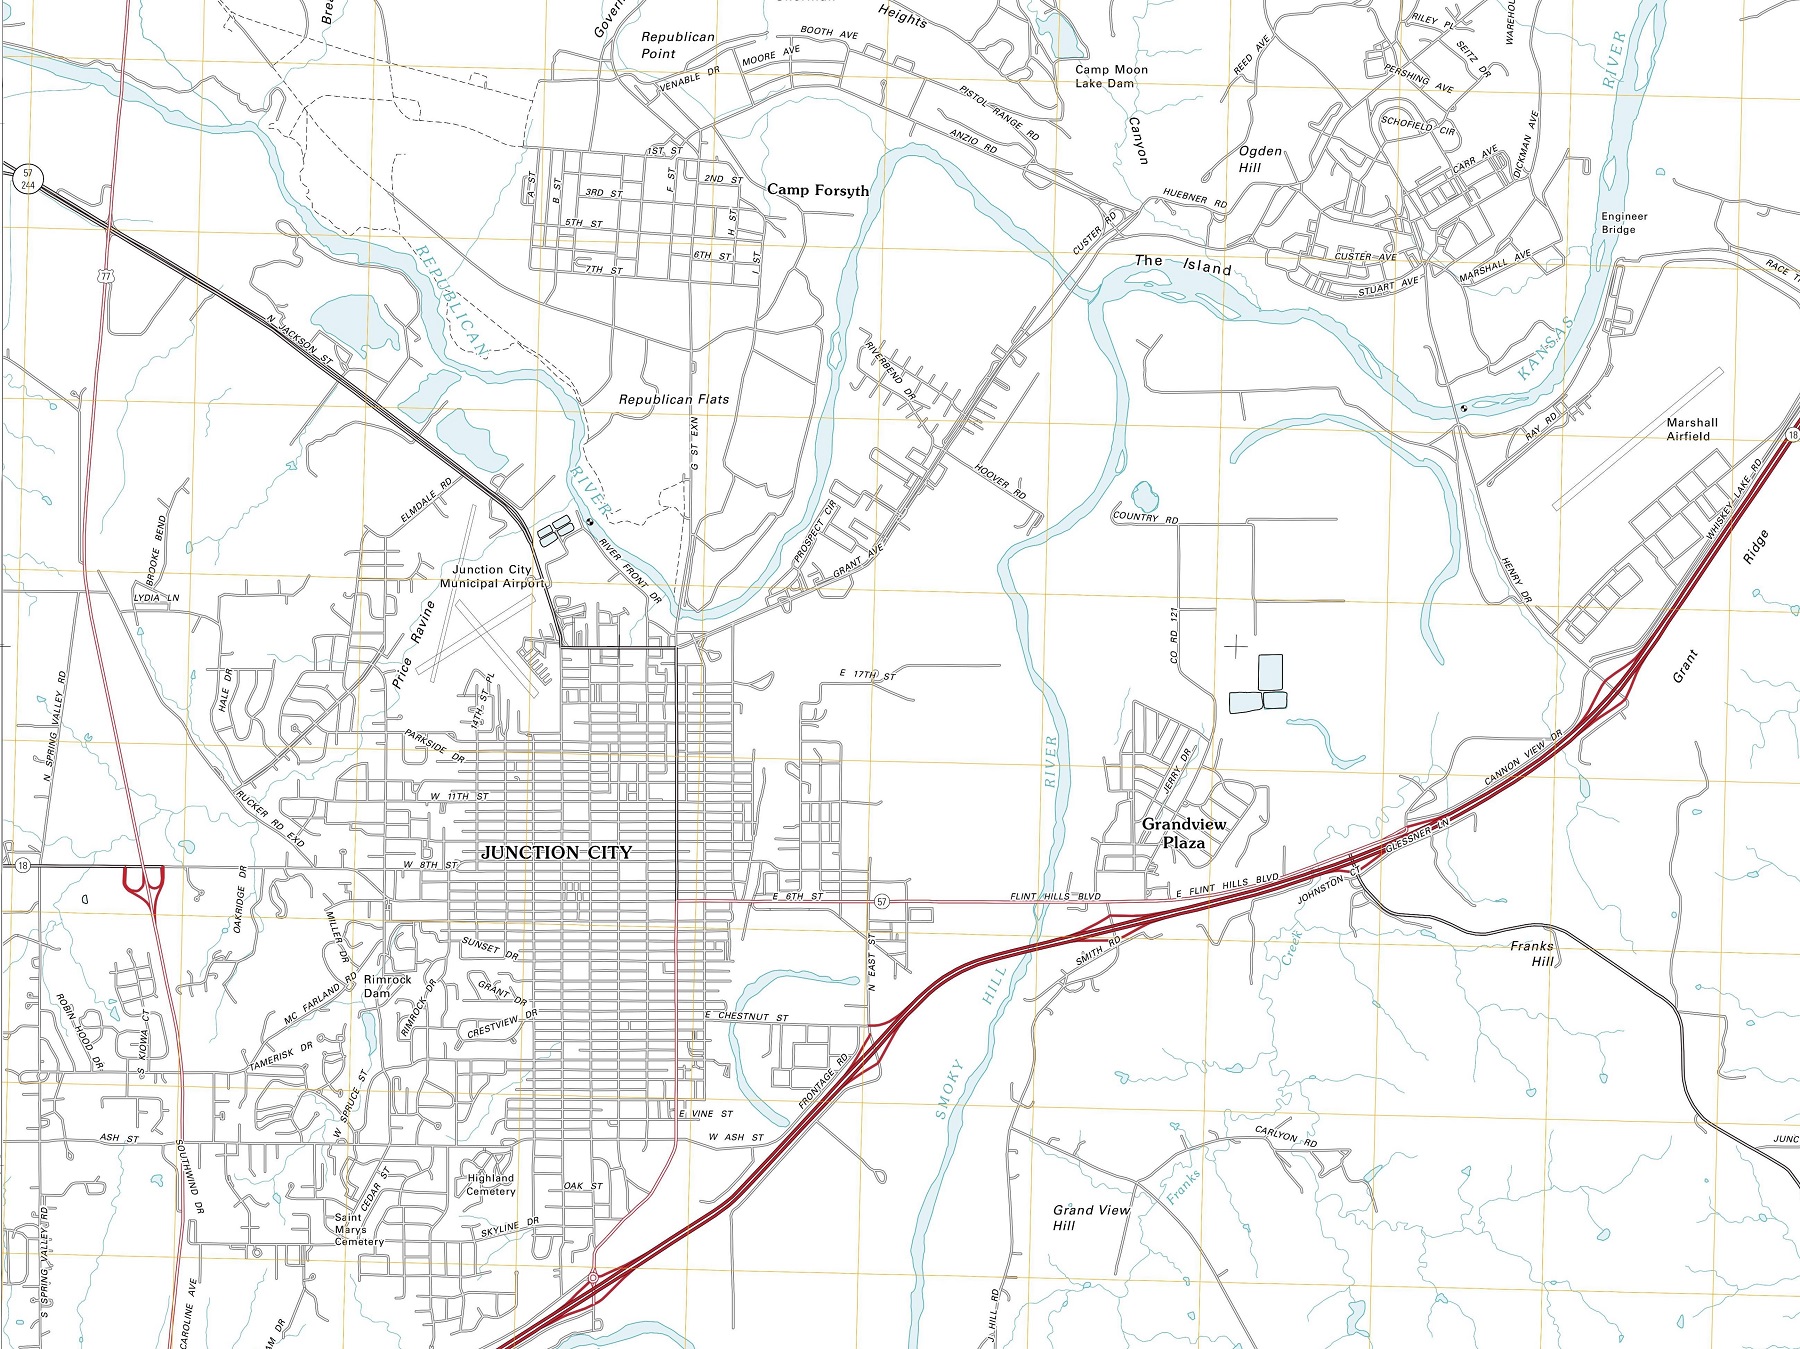 Heights
Republican
Point
BOOTH AVE
MOORE AVE
VENABLE DR
Camp Moon
Lake Dam
REED AVE
RILEY PL
SEITZ DR
PERSHING AVE
RIVER
PISTOL RANGE RD
ANZIO RD
Canyon
SCHOFIELD CIR
DICKMAN AVE
CARR AVE
Ogden
Hill
1ST ST
2ND ST
3RD ST
5TH ST
6TH ST
7TH ST
A ST
B ST
F ST
H ST
I ST
Camp Forsyth
57
244
HUEBNER RD
CUSTER RD
Engineer
Bridge
The Island
CUSTER AVE
STUART AVE
MARSHALL AVE
77
REPUBLICAN
N JACKSON ST
KANSAS
RIVERBEND DR
Republican Flats
G ST EXN
RAY RD
Marshall
Airfield
18
HOOVER RD
WHISKEY LAKE RD
ELMDALE RD
RIVER
PROSPECT CIR
COUNTRY RD
BROOKE BEND
RIVER FRONT DR
GRANT AVE
Ridge
Junction City
Municipal Airport
HENRY DR
LYDIA LN
Price Ravine
CO RD 121
Grant
E 17TH ST
HALE DR
N SPRING VALLEY RD
14TH ST PL
PARKSIDE DR
RIVER
JERRY DR
CANNON VIEW DR
W 11TH ST
RUCKER RD EXD
Grandview
Plaza
GLESSNER LN
JUNCTION CITY
18
W 8TH ST
OAKRIDGE DR
E 6TH ST
57
FLINT HILLS BLVD
E FLINT HILLS BLVD
JOHNSTON CT
MILLER DR
SUNSET DR
SMITH RD
Creek
Franks
Hill
N EAST ST
Rimrock
Dam
HILL
MC FARLAND RD
RIMROCK DR
GRANT DR
CRESTVIEW DR
E CHESTNUT ST
ROBIN HOOD DR
S KIOWA CT
TAMERISK DR
FRONTAGE RD
SMOKY
W SPRUCE ST
E VINE ST
ASH ST
W ASH ST
CARLYON RD
SOUTHWIND DR
Highland
Cemetery
OAK ST
CEDAR ST
Franks
Grand View
Hill
Saint
Marys
Cemetery
SKYLINE DR
S SPRING VALLEY RD
CAROLINE AVE
J HILL RD